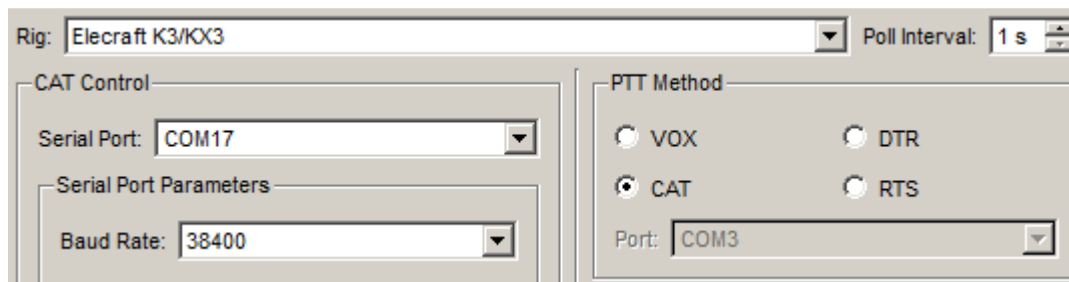 Rig: Elecraft K3/KX3 Poll Interval: 1 s
CAT Control
Serial Port: COM17
Serial Port Parameters
Baud Rate: 38400
PTT Method
VOX DTR
CAT RTS
Port: COM3